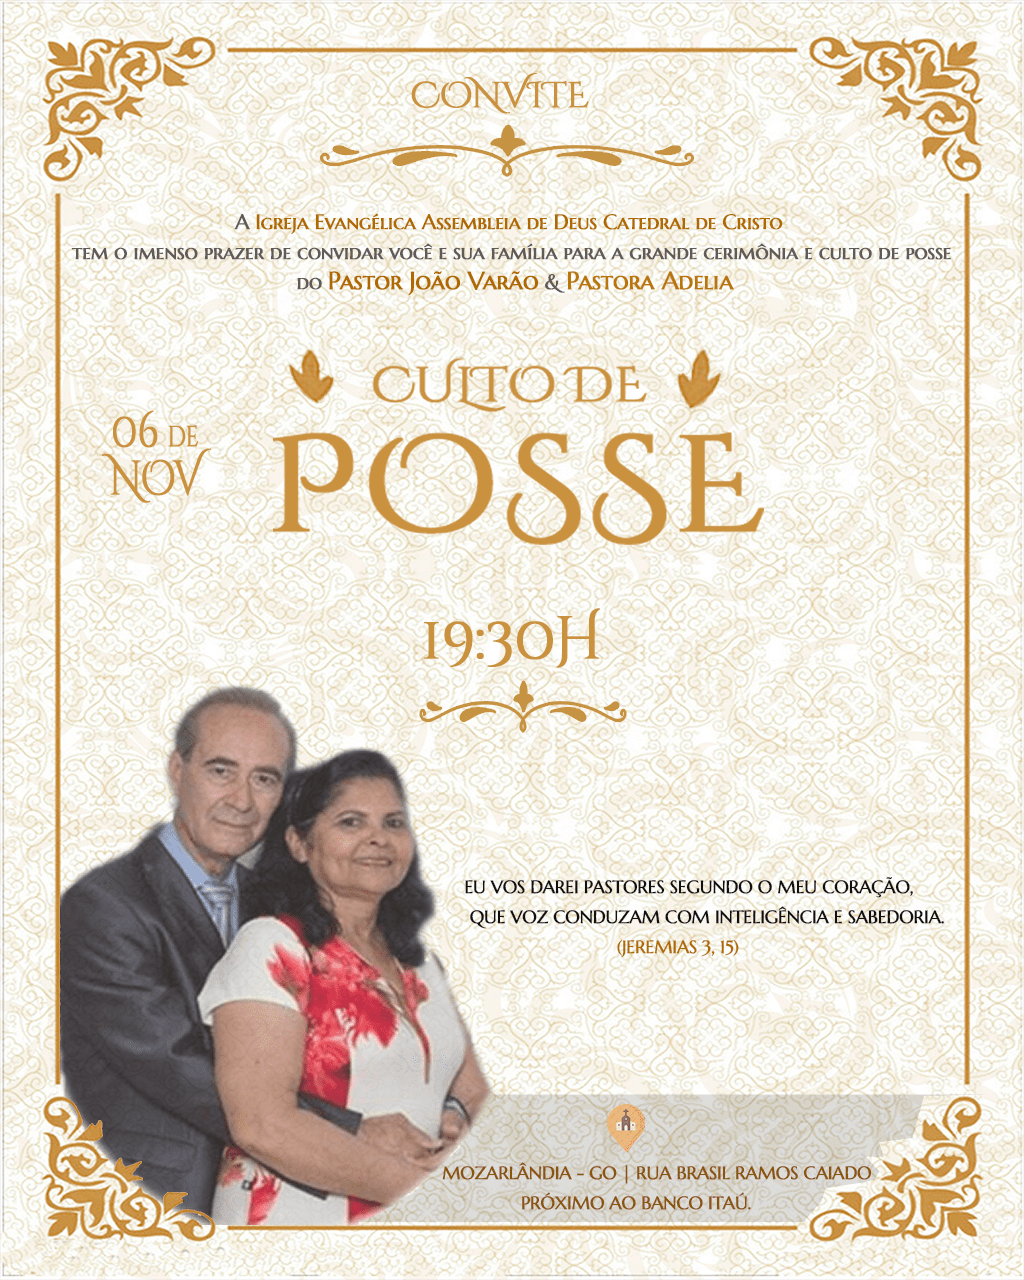 CONVITE
A Igreja Evangélica Assembleia de Deus Catedral de Cristo
tem o imenso prazer de convidar você e sua família para a grande cerimônia e culto de posse
do Pastor João Varão & Pastora Adelia
CULTO DE
POSSE
06 DE
NOV
19:30H
EU VOS DAREI PASTORES SEGUNDO O MEU CORAÇÃO,
QUE VOZ CONDUZAM COM INTELIGÊNCIA E SABEDORIA.
(JEREMIAS 3, 15)
MOZARLÂNDIA - GO | RUA BRASIL RAMOS CAIADO
PRÓXIMO AO BANCO ITAÚ.